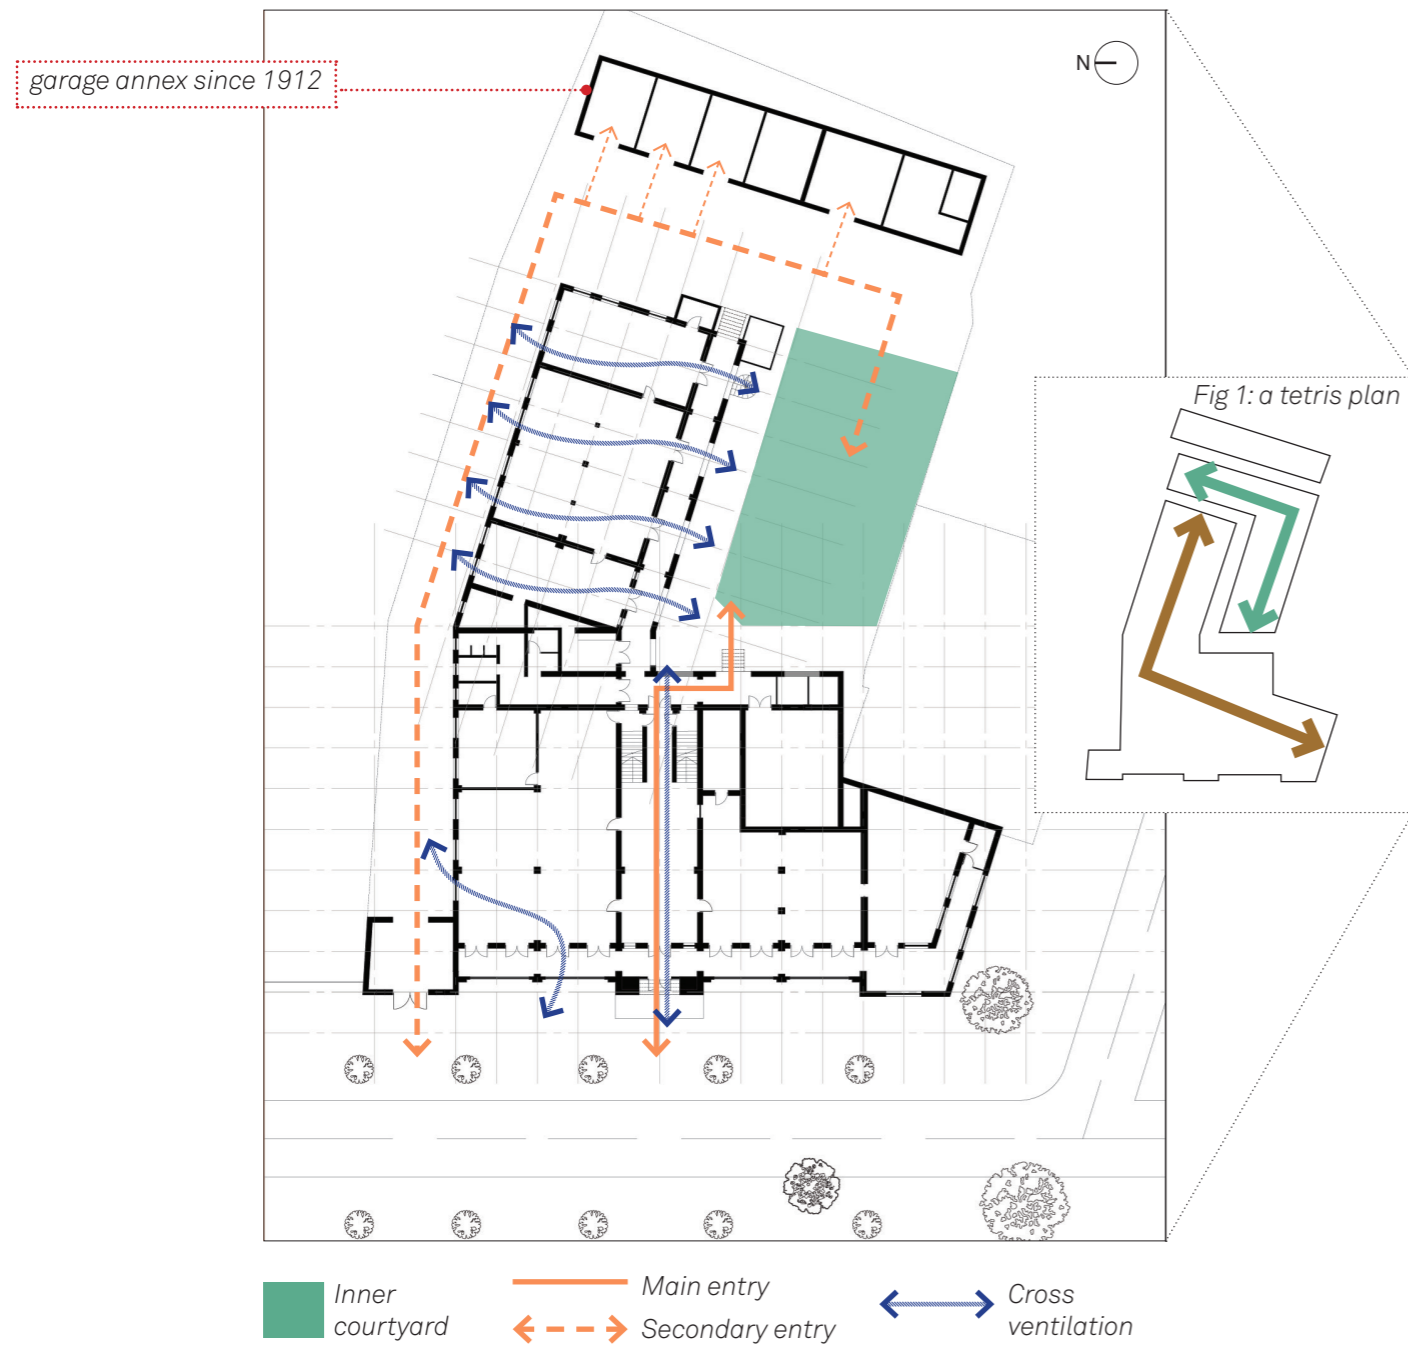 garage annex since 1912
N
Fig 1: a tetris plan
Inner
courtyard
Main entry
Secondary entry
Cross
ventilation